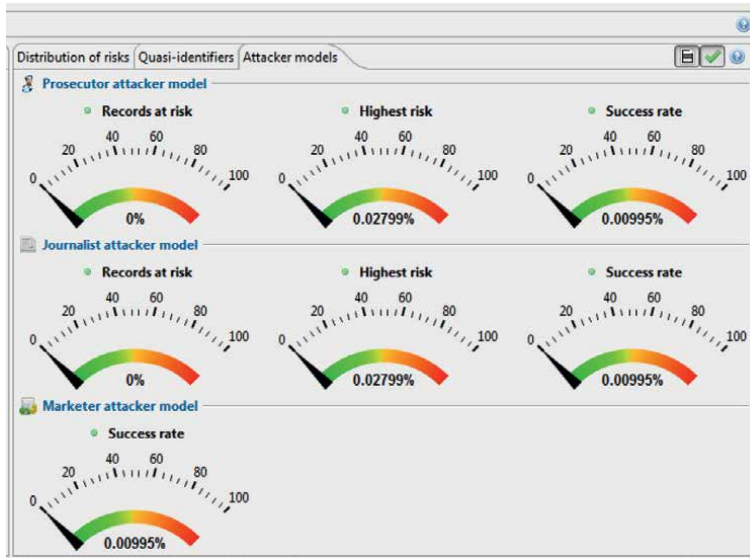 Distribution of risks Quasi-identifiers Attacker models
Prosecutor attacker model
Records at risk Highest risk Success rate
0 20 40 60 80 100 0 20 40 60 80 100 0 20 40 60 80 100
0% 0.02799% 0.00995%
Journalist attacker model
Records at risk Highest risk Success rate
0 20 40 60 80 100 0 20 40 60 80 100 0 20 40 60 80 100
0% 0.02799% 0.00995%
Marketer attacker model
Success rate
0 20 40 60 80 100
0.00995%